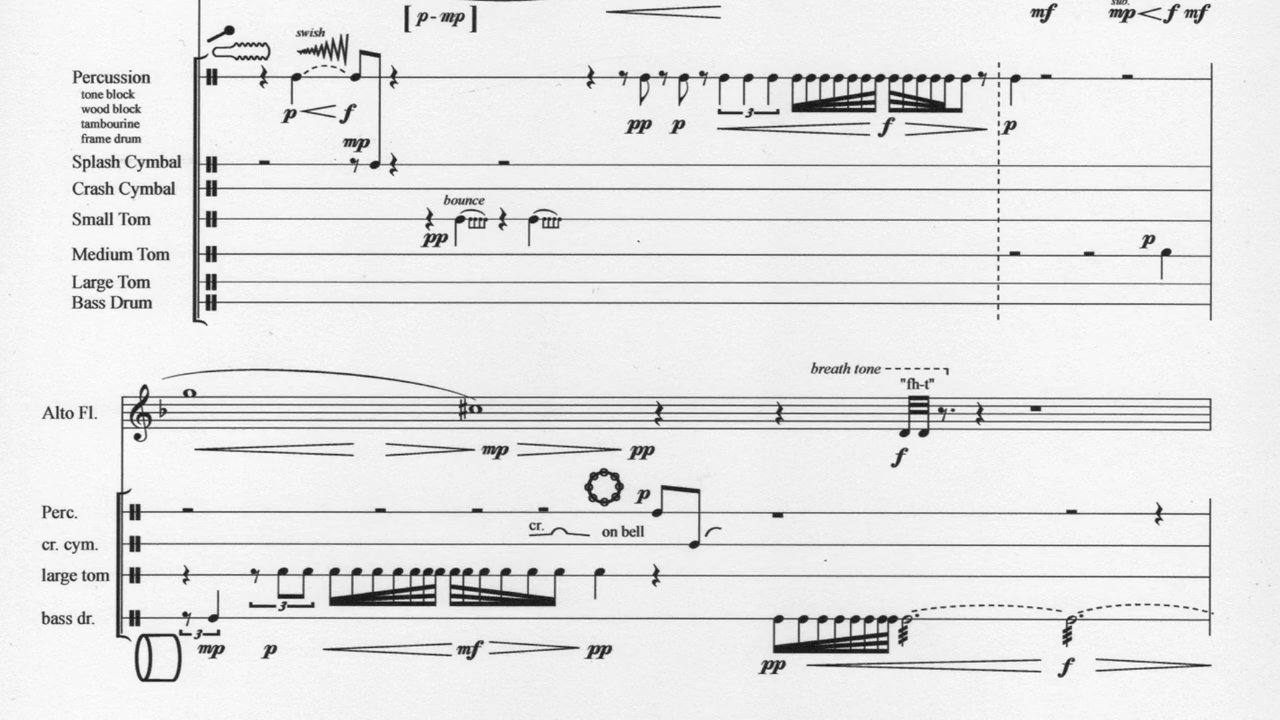 [p-mp]
mf
sub.
mp f mf
swish
Percussion
tone block
wood block
tambourine
frame drum
p f
mp
pp p
3
f
p
Splash Cymbal
Crash Cymbal
bounce
Small Tom
pp
p
Medium Tom
Large Tom
Bass Drum
breath tone
"fh-t"
Alto Fl.
mp pp
f
p
Perc.
cr.
on bell
cr. cym.
large tom
3
bass dr.
3
mp p mf pp
pp f